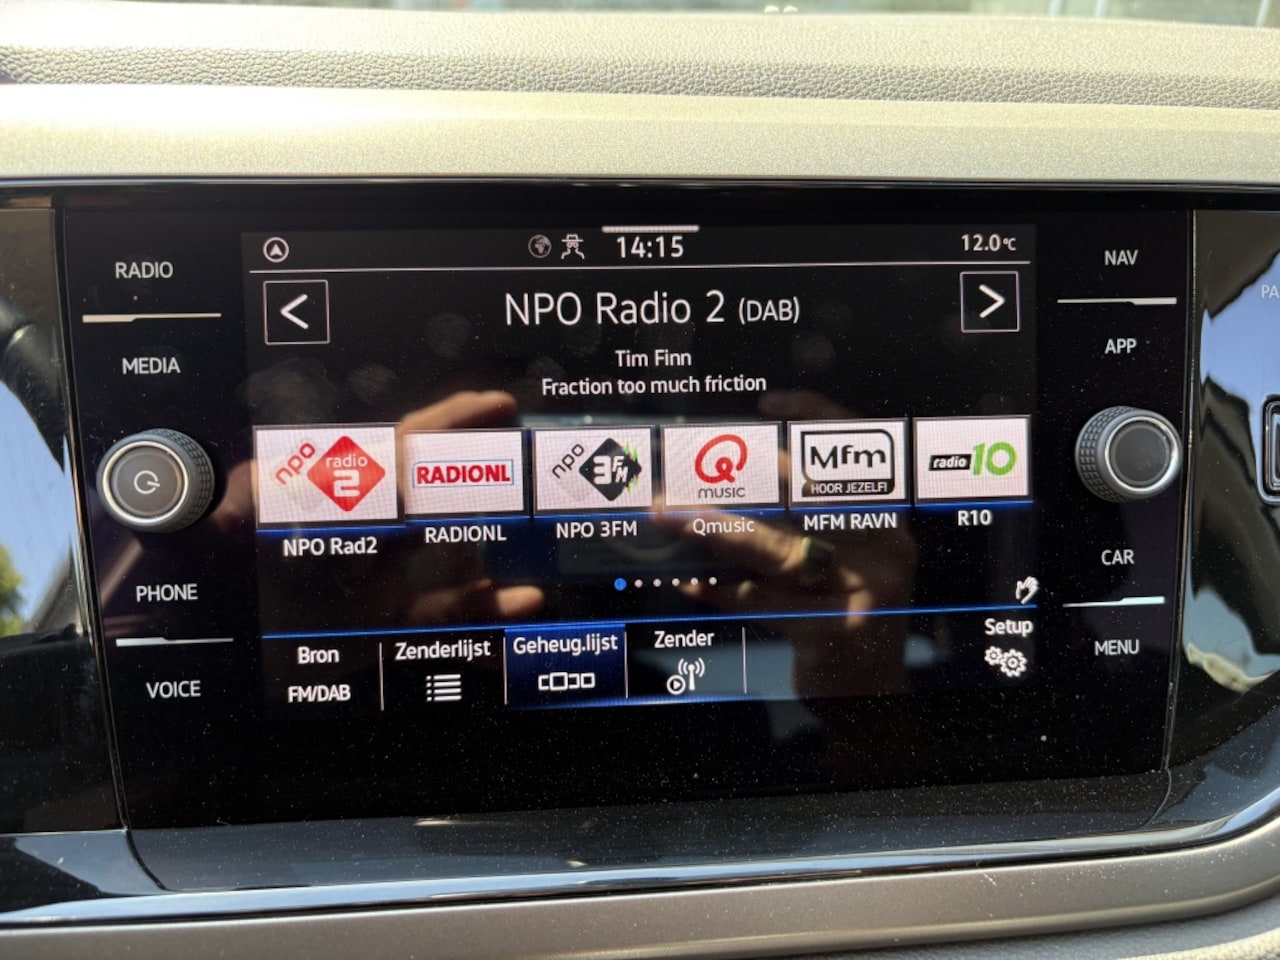 RADIO
MEDIA
PHONE
VOICE
14:15
12.0°C
NPO Radio 2 (DAB)
Tim Finn
Fraction too much friction
npo radio 2
RADIONL
npo 3FM
Q MUSIC
Mfm HOOR JEZELF!
radio 10
NPO Rad2
RADIONL
NPO 3FM
Qmusic
MFM RAVN
R10
Bron
FM/DAB
Zenderlijst
Geheug.lijst
Zender
Setup
NAV
APP
CAR
MENU
PA